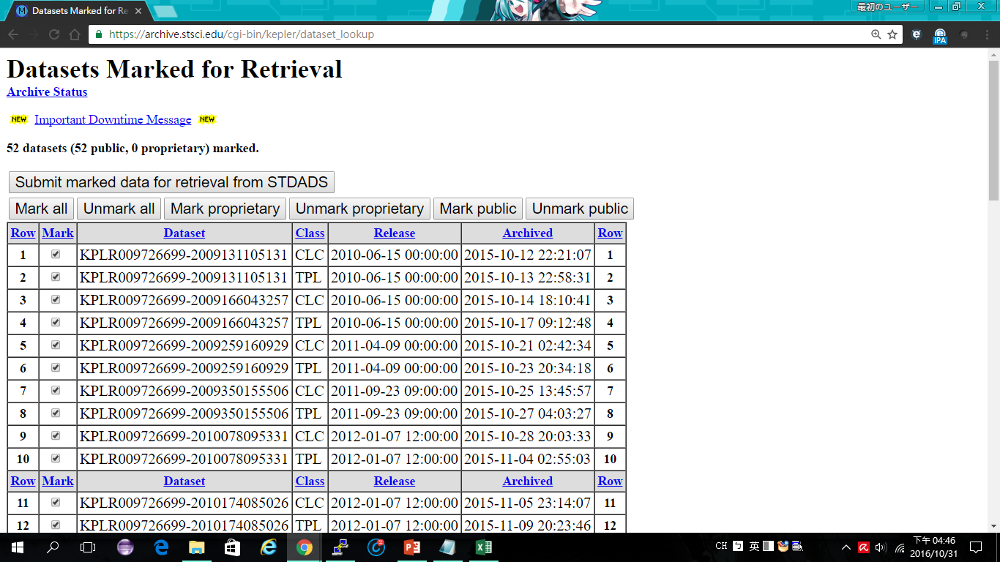 Datasets Marked for Re
最初のユーザー
https://archive.stsci.edu/cgi-bin/kepler/dataset_lookup
IPA
Datasets Marked for Retrieval
Archive Status
NEW Important Downtime Message NEW
52 datasets (52 public, 0 proprietary) marked.
Submit marked data for retrieval from STDADS
Mark all Unmark all Mark proprietary Unmark proprietary Mark public Unmark public
Row Mark Dataset Class Release Archived Row
1 KPLR009726699-2009131105131 CLC 2010-06-15 00:00:00 2015-10-12 22:21:07 1
2 KPLR009726699-2009131105131 TPL 2010-06-15 00:00:00 2015-10-13 22:58:31 2
3 KPLR009726699-2009166043257 CLC 2010-06-15 00:00:00 2015-10-14 18:10:41 3
4 KPLR009726699-2009166043257 TPL 2010-06-15 00:00:00 2015-10-17 09:12:48 4
5 KPLR009726699-2009259160929 CLC 2011-04-09 00:00:00 2015-10-21 02:42:34 5
6 KPLR009726699-2009259160929 TPL 2011-04-09 00:00:00 2015-10-23 20:34:18 6
7 KPLR009726699-2009350155506 CLC 2011-09-23 09:00:00 2015-10-25 13:45:57 7
8 KPLR009726699-2009350155506 TPL 2011-09-23 09:00:00 2015-10-27 04:03:27 8
9 KPLR009726699-2010078095331 CLC 2012-01-07 12:00:00 2015-10-28 20:03:33 9
10 KPLR009726699-2010078095331 TPL 2012-01-07 12:00:00 2015-11-04 02:55:03 10
Row Mark Dataset Class Release Archived Row
11 KPLR009726699-2010174085026 CLC 2012-01-07 12:00:00 2015-11-05 23:14:07 11
12 KPLR009726699-2010174085026 TPL 2012-01-07 12:00:00 2015-11-09 20:23:46 12
CH 英
下午 04:46
2016/10/31